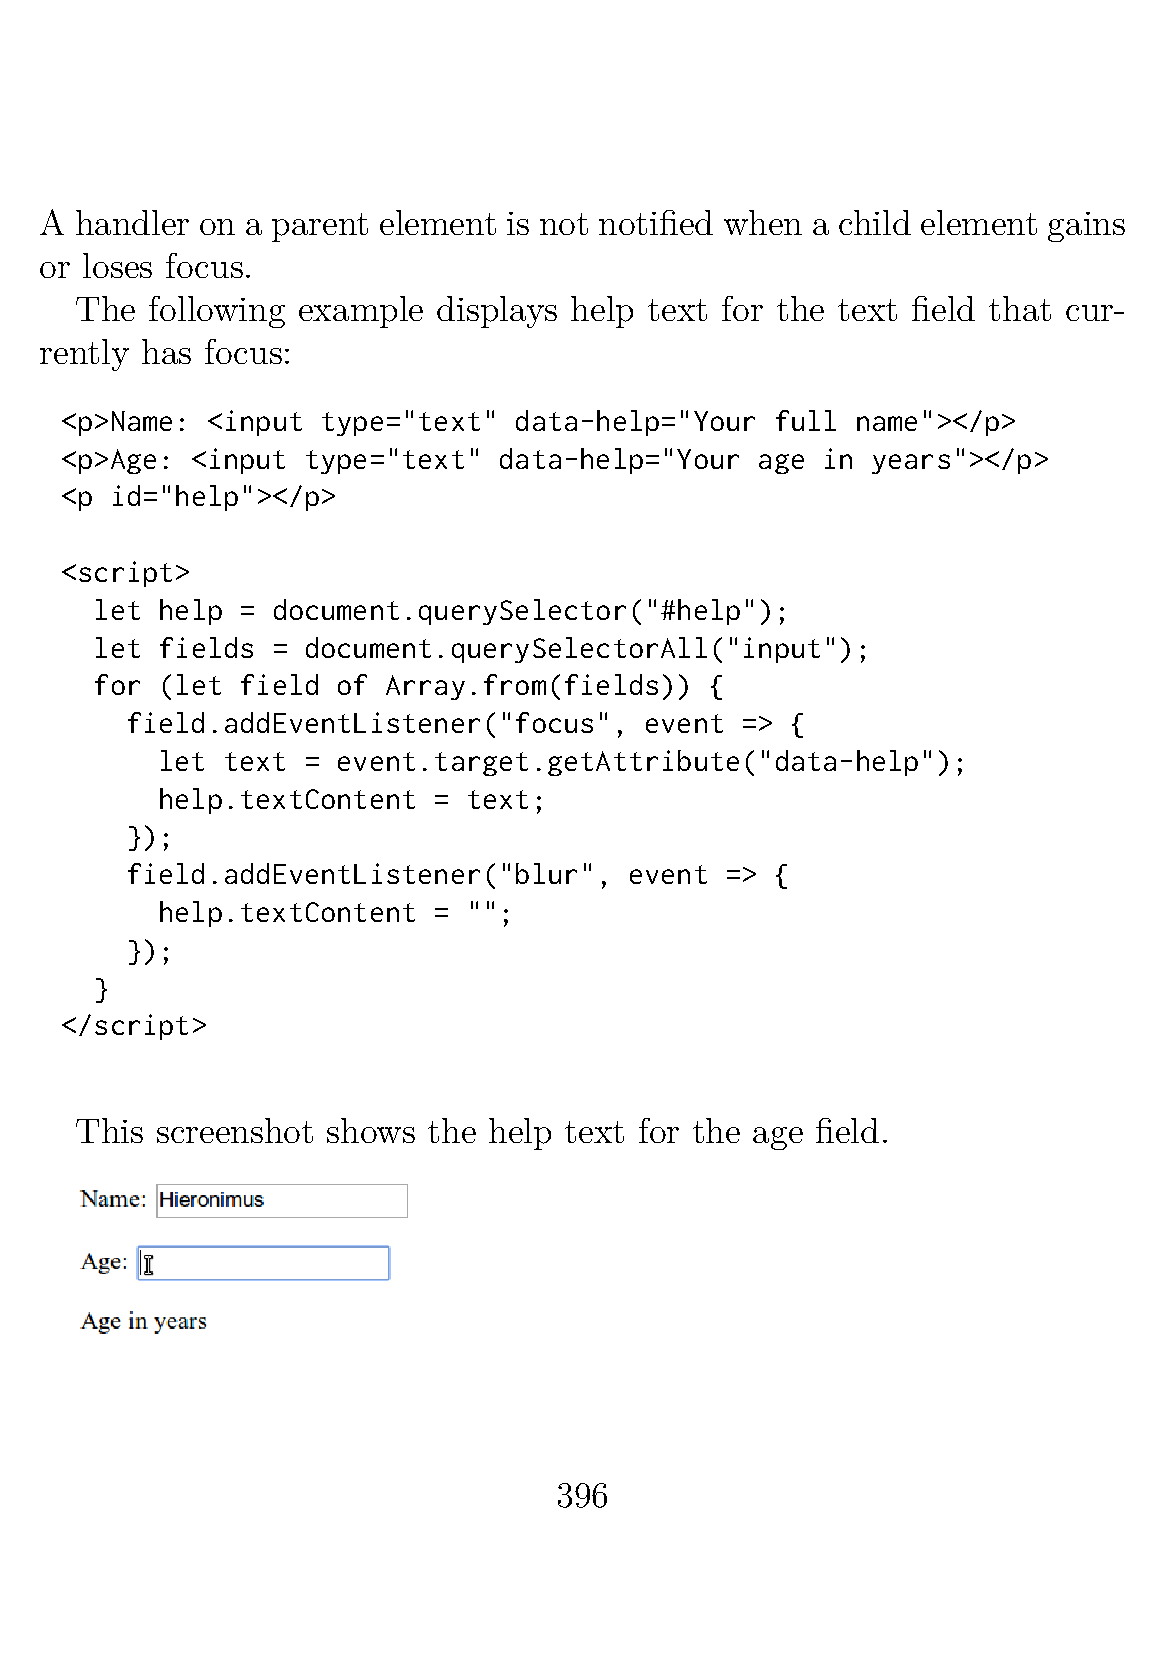 A handler on a parent element is not notified when a child element gains
or loses focus.
The following example displays help text for the text field that cur-
rently has focus:
<p>Name: <input type="text" data-help="Your full name"></p>
<p>Age: <input type="text" data-help="Your age in years"></p>
<p id="help"></p>
<script>
  let help = document.querySelector("#help");
  let fields = document.querySelectorAll("input");
  for (let field of Array.from(fields)) {
    field.addEventListener("focus", event => {
      let text = event.target.getAttribute("data-help");
      help.textContent = text;
    });
    field.addEventListener("blur", event => {
      help.textContent = "";
    });
  }
</script>
This screenshot shows the help text for the age field.
Name: Hieronimus
Age:
Age in years
396